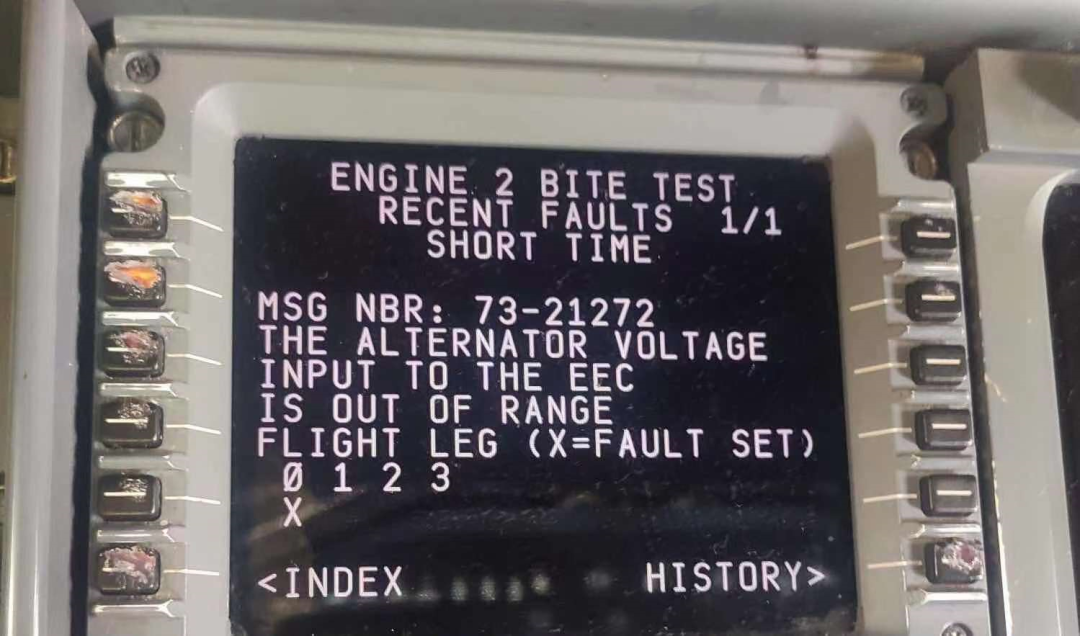 ENGINE 2 BITE TEST
RECENT FAULTS 1/1
SHORT TIME
MSG NBR: 73-21272
THE ALTERNATOR VOLTAGE
INPUT TO THE EEC
IS OUT OF RANGE
FLIGHT LEG (X=FAULT SET)
0 1 2 3
X
<INDEX HISTORY>